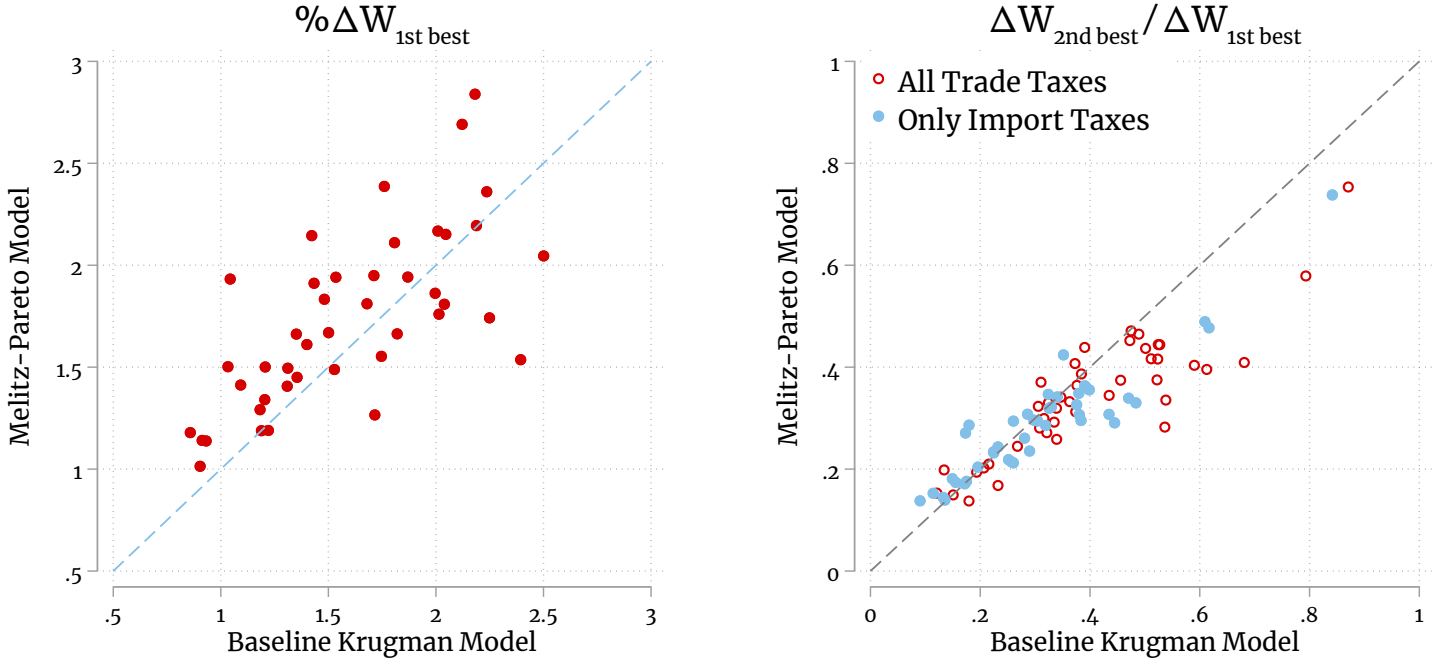 %ΔW1st best
3
2.5
2
1.5
1
.5
Melitz–Pareto Model
.5 1 1.5 2 2.5 3
Baseline Krugman Model
ΔW2nd best/ΔW1st best
All Trade Taxes
Only Import Taxes
1
.8
.6
.4
.2
0
Melitz–Pareto Model
0 .2 .4 .6 .8 1
Baseline Krugman Model